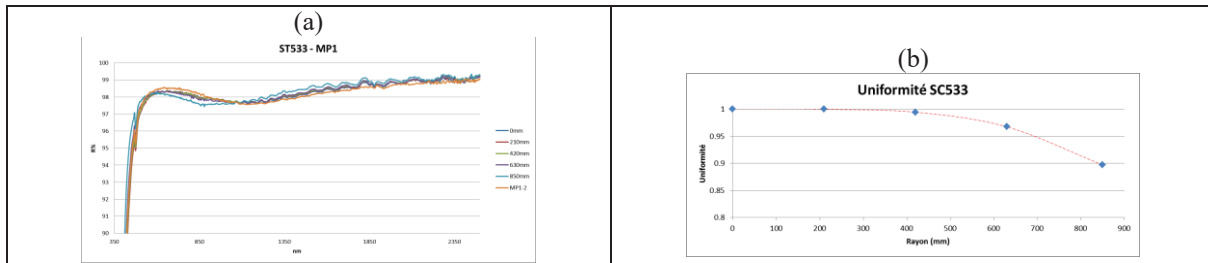 (a)
ST533 - MP1
100
99
98
97
96
95
94
93
92
91
90
R%
350
850
1350
1850
2350
nm
0mm
210mm
420mm
630mm
850mm
MP1-2
(b)
Uniformité SC533
1
0.95
0.9
0.85
0.8
Uniformité
0
100
200
300
400
500
600
700
800
900
Rayon (mm)